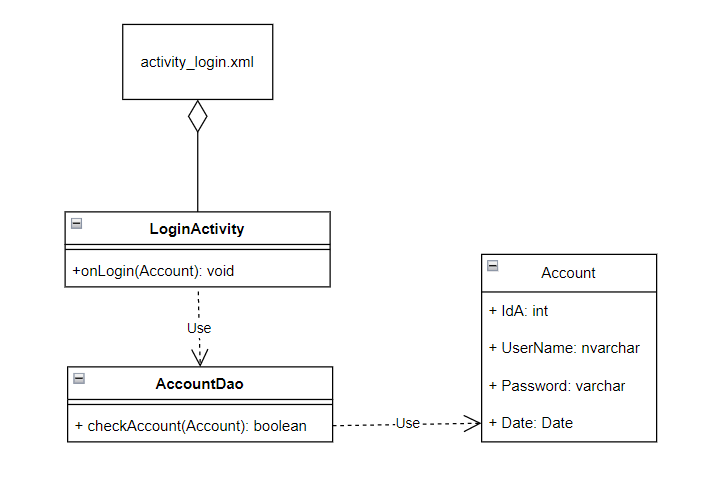 activity_login.xml
LoginActivity
+onLogin(Account): void
Use
AccountDao
+ checkAccount(Account): boolean
Use
Account
+ IdA: int
+ UserName: nvarchar
+ Password: varchar
+ Date: Date